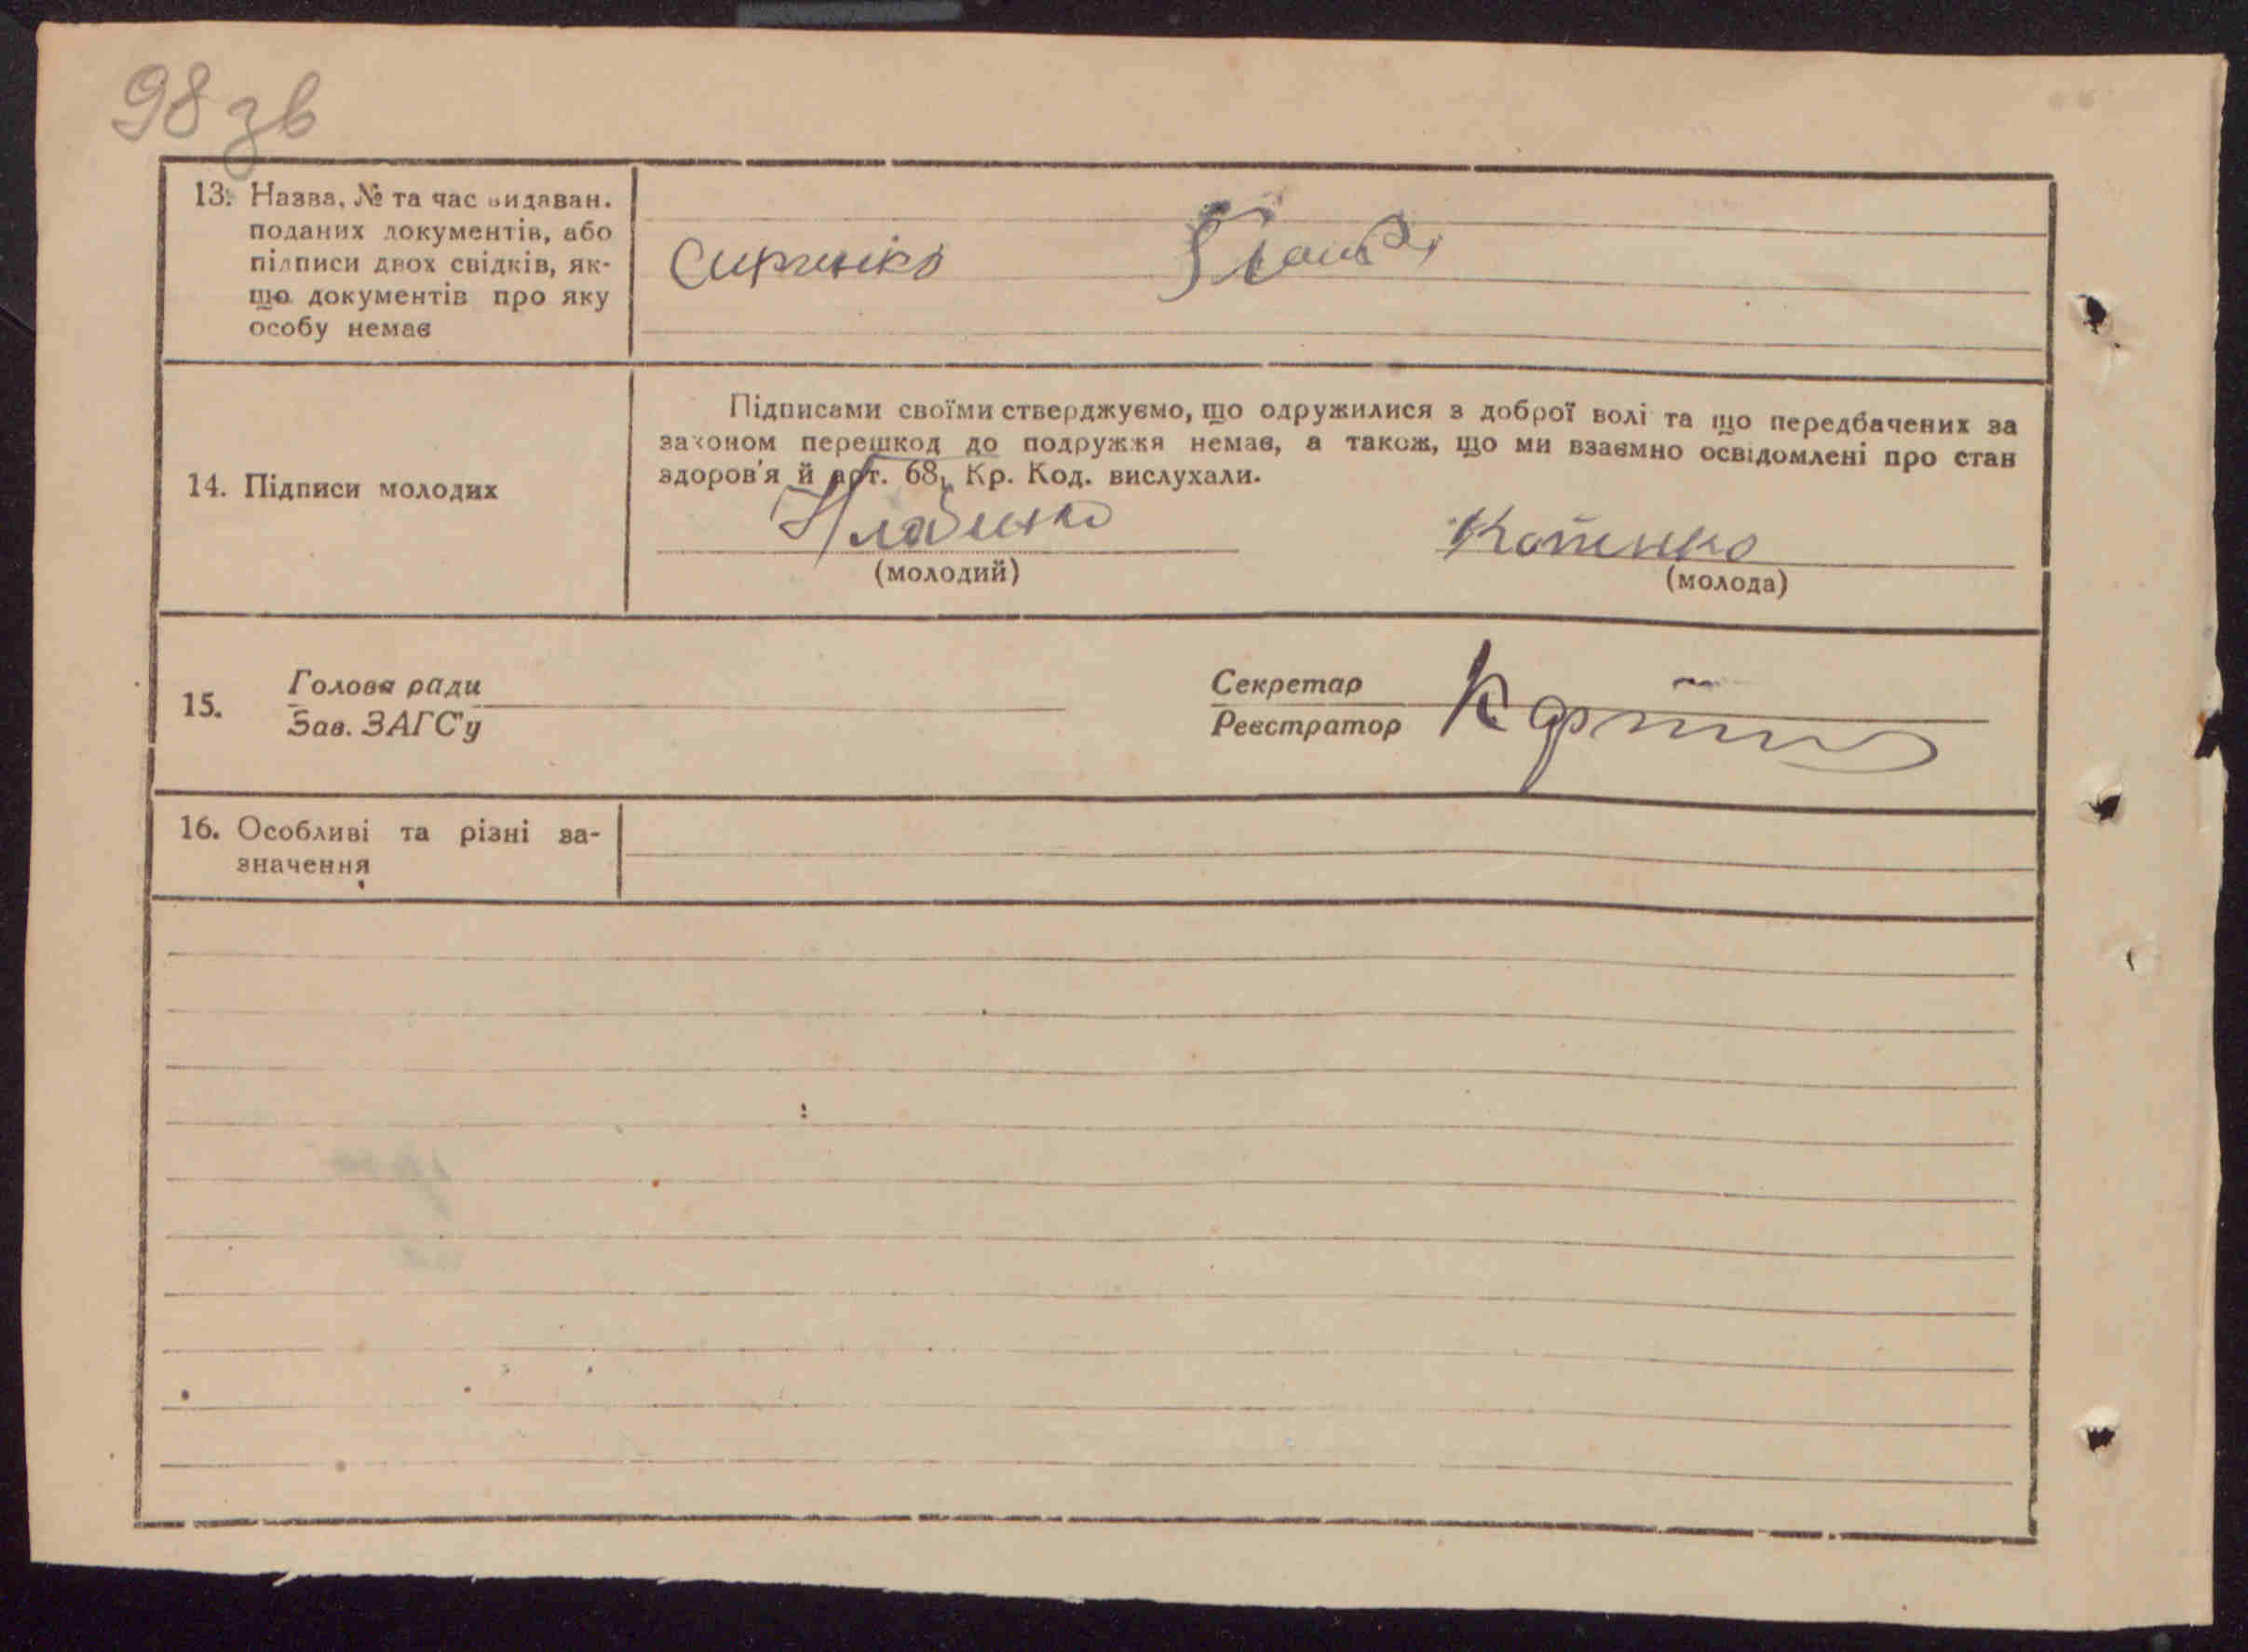 98 зв
13. Назва, № та час видаван.
поданих документів, або
підписи двох свідків, як-
що документів про яку
особу немає
14. Підписи молодих
Підписами своїми стверджуємо, що одружилися з доброї волі та що передбачених за
законом перешкод до подружжя немає, а також, що ми взаємно освідомлені про стан
здоров'я й арт. 68, Кр. Код. вислухали.
Котенко
(молодий)
(молода)
15.
Голова ради
Зав. ЗАГС'у
Секретар
Реєстратор
16. Особливі та різні за-
значення